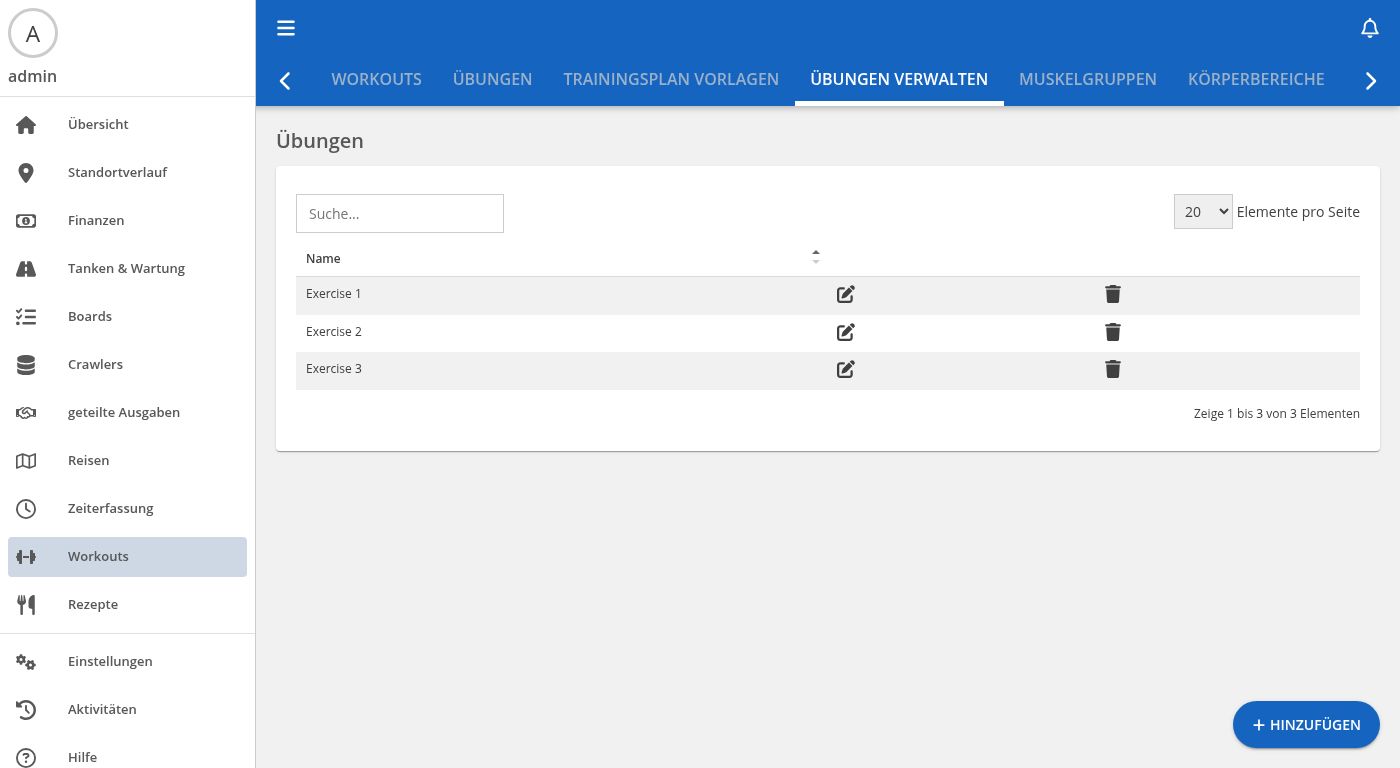 A
admin
Übersicht
Standortverlauf
Finanzen
Tanken & Wartung
Boards
Crawlers
geteilte Ausgaben
Reisen
Zeiterfassung
Workouts
Rezepte
Einstellungen
Aktivitäten
Hilfe
WORKOUTS ÜBUNGEN TRAININGSPLAN VORLAGEN ÜBUNGEN VERWALTEN MUSKELGRUPPEN KÖRPERBEREICHE
Übungen
Suche... 20 Elemente pro Seite
Name
Exercise 1
Exercise 2
Exercise 3
Zeige 1 bis 3 von 3 Elementen
+ HINZUFÜGEN